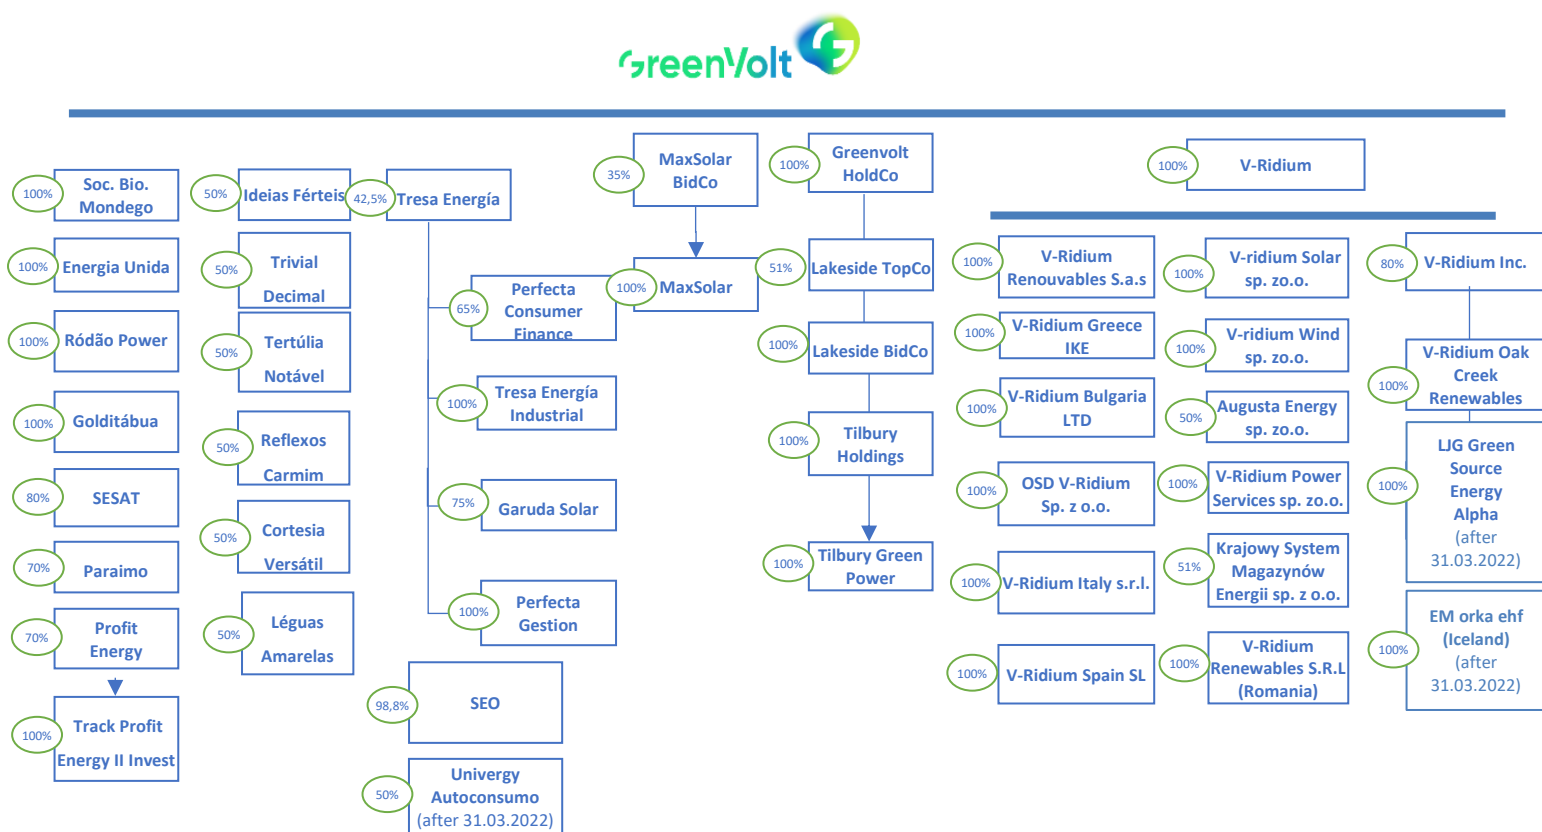 GreenVolt
100%
Soc. Bio.
Mondego
100%
Energia Unida
100%
Ródão Power
100%
Golditábua
80%
SESAT
70%
Paraimo
70%
Profit
Energy
100%
Track Profit
Energy II Invest
50%
Ideias Férteis
50%
Trivial
Decimal
50%
Tertúlia
Notável
50%
Reflexos
Carmim
50%
Cortesia
Versátil
50%
Léguas
Amarelas
42,5%
Tresa Energía
65%
Perfecta
Consumer
Finance
100%
Tresa Energía
Industrial
75%
Garuda Solar
100%
Perfecta
Gestion
98,8%
SEO
50%
Univergy
Autoconsumo
(after 31.03.2022)
35%
MaxSolar
BidCo
100%
MaxSolar
100%
Greenvolt
HoldCo
51%
Lakeside TopCo
100%
Lakeside BidCo
100%
Tilbury
Holdings
100%
Tilbury Green
Power
100%
V-Ridium
100%
V-Ridium
Renouvables S.a.s
100%
V-Ridium Greece
IKE
100%
V-Ridium Bulgaria
LTD
100%
OSD V-Ridium
Sp. z o.o.
100%
V-Ridium Italy s.r.l.
100%
V-Ridium Spain SL
100%
V-ridium Solar
sp. zo.o.
100%
V-ridium Wind
sp. zo.o.
50%
Augusta Energy
sp. zo.o.
100%
V-Ridium Power
Services sp. zo.o.
51%
Krajowy System
Magazynów
Energii sp. z o.o.
100%
V-Ridium
Renewables S.R.L
(Romania)
80%
V-Ridium Inc.
100%
V-Ridium Oak
Creek
Renewables
100%
LJG Green
Source
Energy
Alpha
(after
31.03.2022)
100%
EM orka ehf
(Iceland)
(after
31.03.2022)